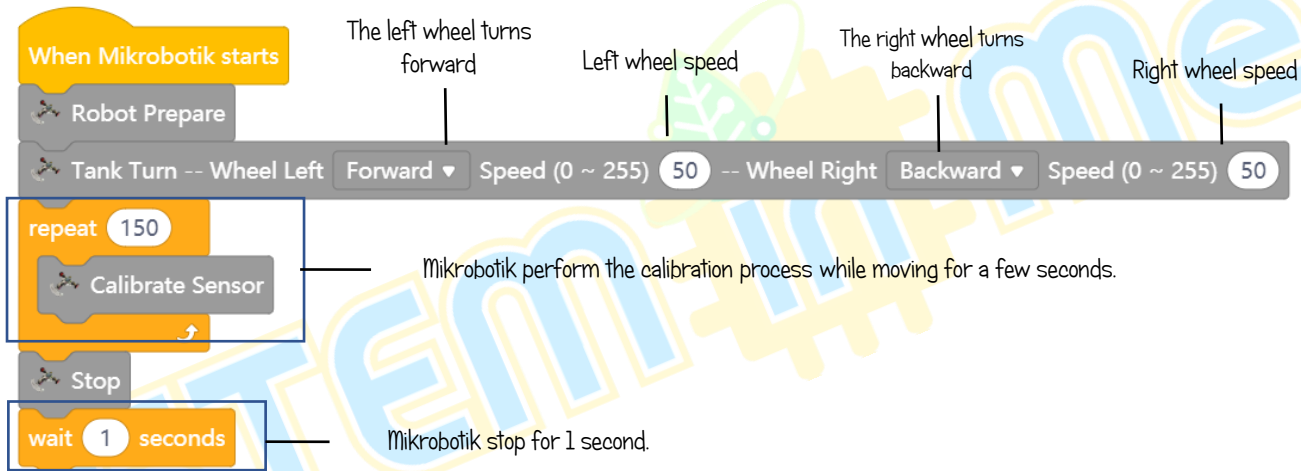 The left wheel turns
forward
Left wheel speed
The right wheel turns
backward
Right wheel speed
When Mikrobotik starts
Robot Prepare
Tank Turn -- Wheel Left Forward Speed (0 ~ 255) 50 -- Wheel Right Backward Speed (0 ~ 255) 50
repeat 150
Calibrate Sensor
Mikrobotik perform the calibration process while moving for a few seconds.
Stop
wait 1 seconds
Mikrobotik stop for 1 second.
TEM in me